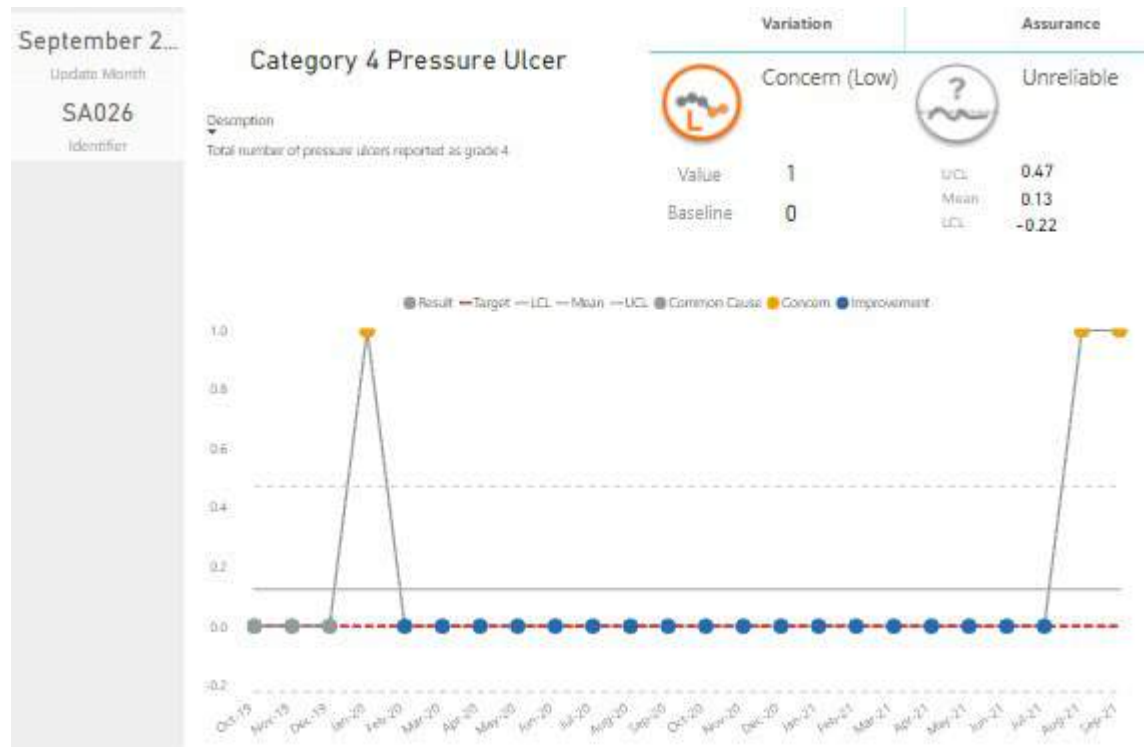 September 2...
Update Month
SA026
Identifier
Category 4 Pressure Ulcer
Description
Total number of pressure ulcers reported as grade 4
Variation
Assurance
L
Concern (Low)
?
Unreliable
Value 1
Baseline 0
UCL 0.47
Mean 0.13
LCL -0.22
Result Target LCL Mean UCL Common Cause Concern Improvement
1.0
0.8
0.6
0.4
0.2
0.0
-0.2
Oct-19 Nov-19 Dec-19 Jan-20 Feb-20 Mar-20 Apr-20 May-20 Jun-20 Jul-20 Aug-20 Sep-20 Oct-20 Nov-20 Dec-20 Jan-21 Feb-21 Mar-21 Apr-21 May-21 Jun-21 Jul-21 Aug-21 Sep-21